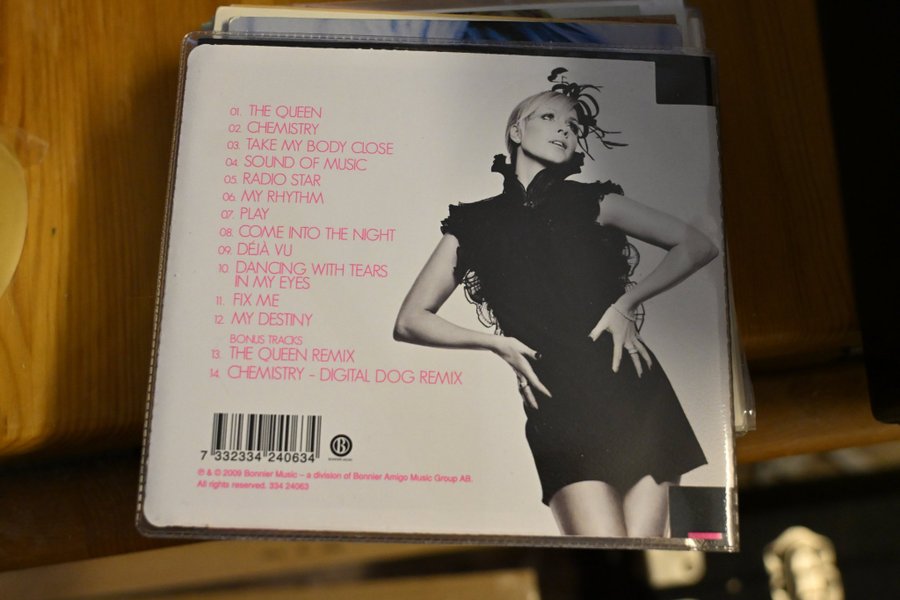 01. THE QUEEN
02. CHEMISTRY
03. TAKE MY BODY CLOSE
04. SOUND OF MUSIC
05. RADIO STAR
06. MY RHYTHM
07. PLAY
08. COME INTO THE NIGHT
09. DÉJÀ VU
10. DANCING WITH TEARS
IN MY EYES
11. FIX ME
12. MY DESTINY
BONUS TRACKS
13. THE QUEEN REMIX
14. CHEMISTRY – DIGITAL DOG REMIX
7 332334 240634
B
BONNIER MUSIC
℗ & © 2009 Bonnier Music – a division of Bonnier Amigo Music Group AB.
All rights reserved. 334 24063